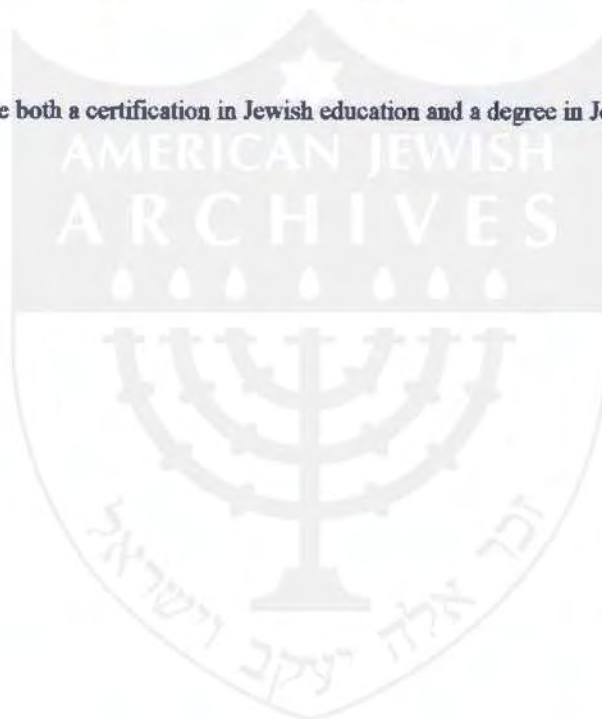 e both a certification in Jewish education and a degree in J
AMERICAN JEWISH
ARCHIVES
זכר אלה יעקב וישראל